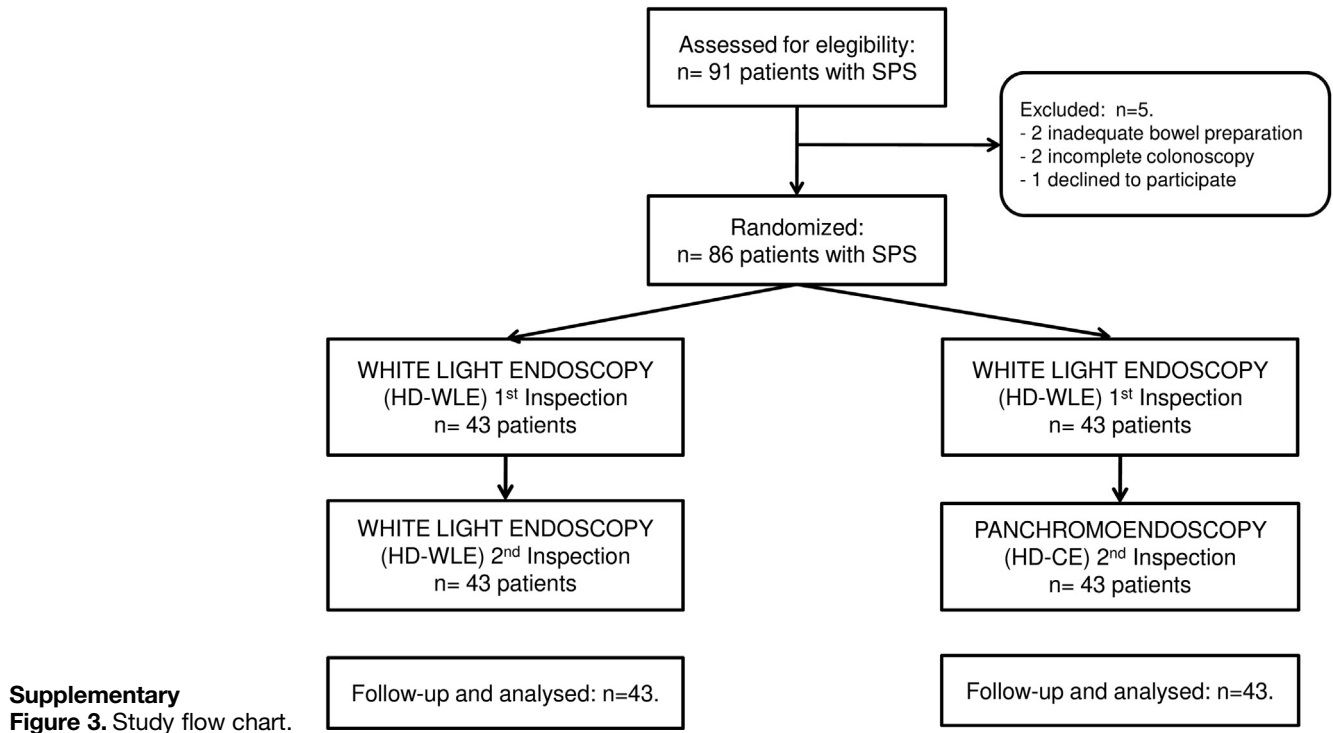 Assessed for elegibility:
n= 91 patients with SPS
Excluded: n=5.
- 2 inadequate bowel preparation
- 2 incomplete colonoscopy
- 1 declined to participate
Randomized:
n= 86 patients with SPS
WHITE LIGHT ENDOSCOPY
(HD-WLE) 1st Inspection
n= 43 patients
WHITE LIGHT ENDOSCOPY
(HD-WLE) 1st Inspection
n= 43 patients
WHITE LIGHT ENDOSCOPY
(HD-WLE) 2nd Inspection
n= 43 patients
PANCHROMOENDOSCOPY
(HD-CE) 2nd Inspection
n= 43 patients
Follow-up and analysed: n=43.
Follow-up and analysed: n=43.
Supplementary
Figure 3. Study flow chart.